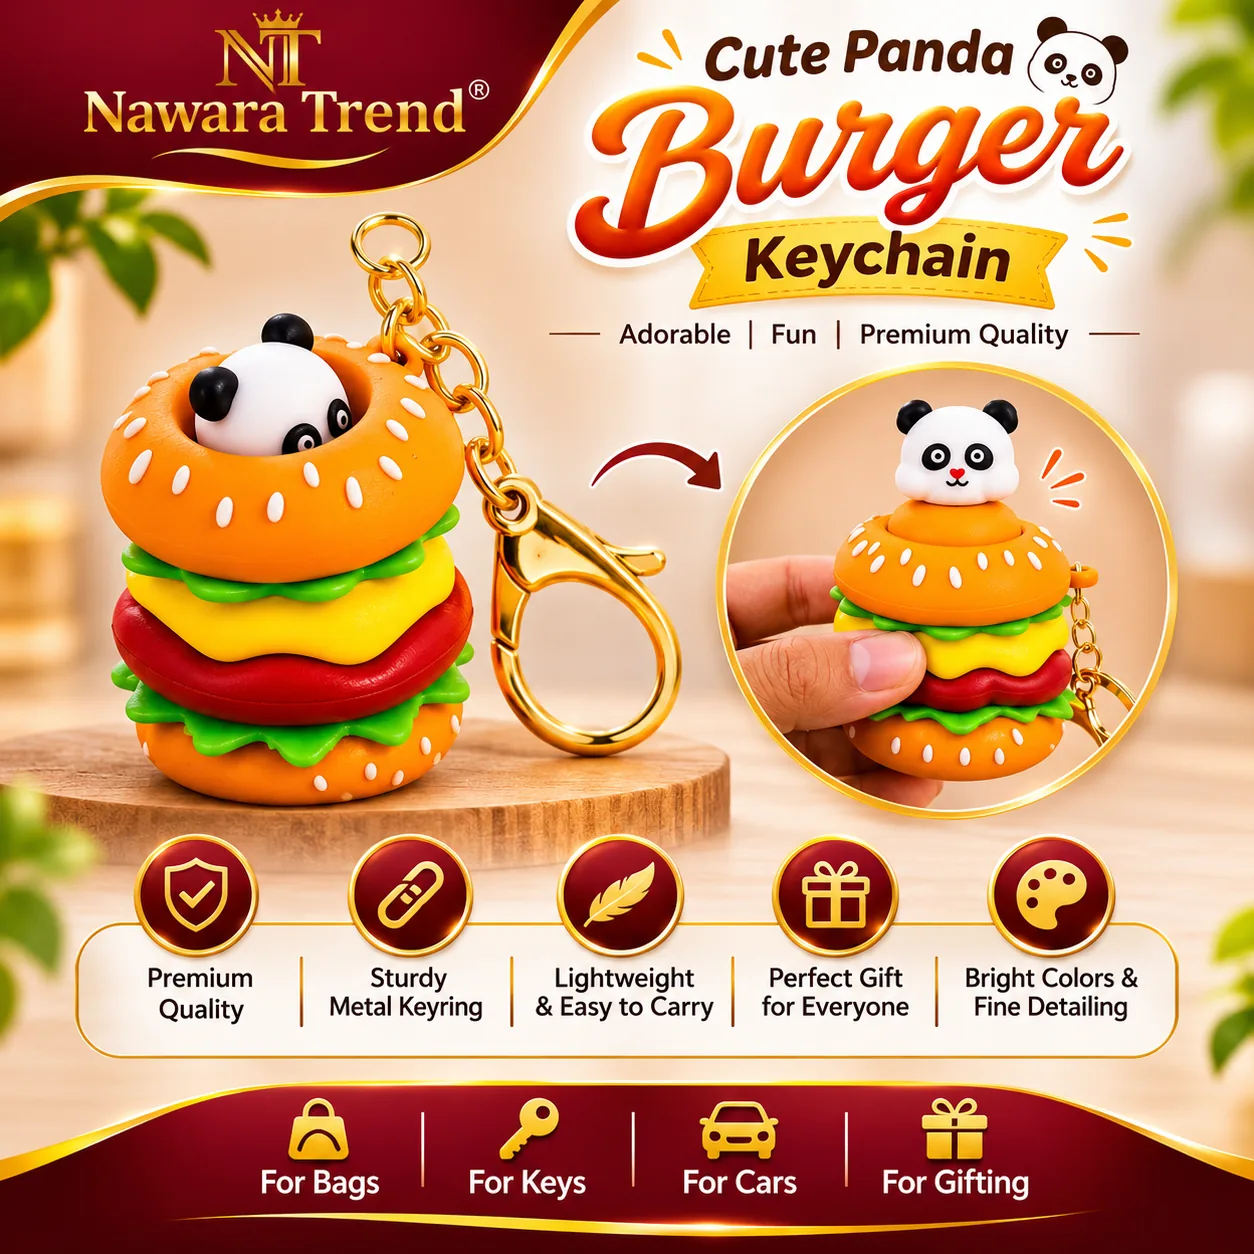 NT
Nawara Trend®
Cute Panda
Burger
Keychain
Adorable | Fun | Premium Quality
Premium
Quality
Sturdy
Metal Keyring
Lightweight
& Easy to Carry
Perfect Gift
for Everyone
Bright Colors &
Fine Detailing
For Bags
For Keys
For Cars
For Gifting